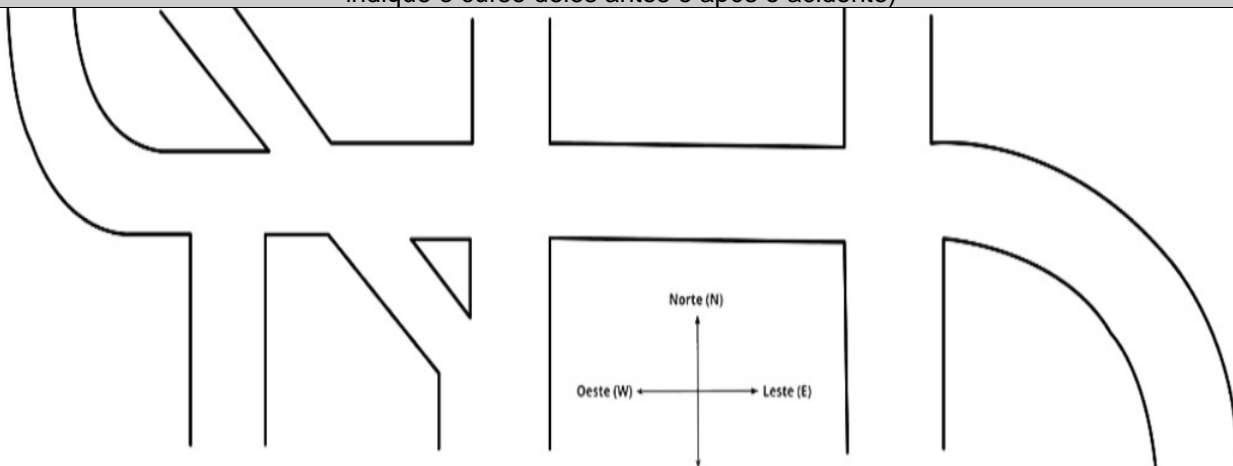 indique o curso deles antes e após o acidente)
Norte (N)
Oeste (W) Leste (E)